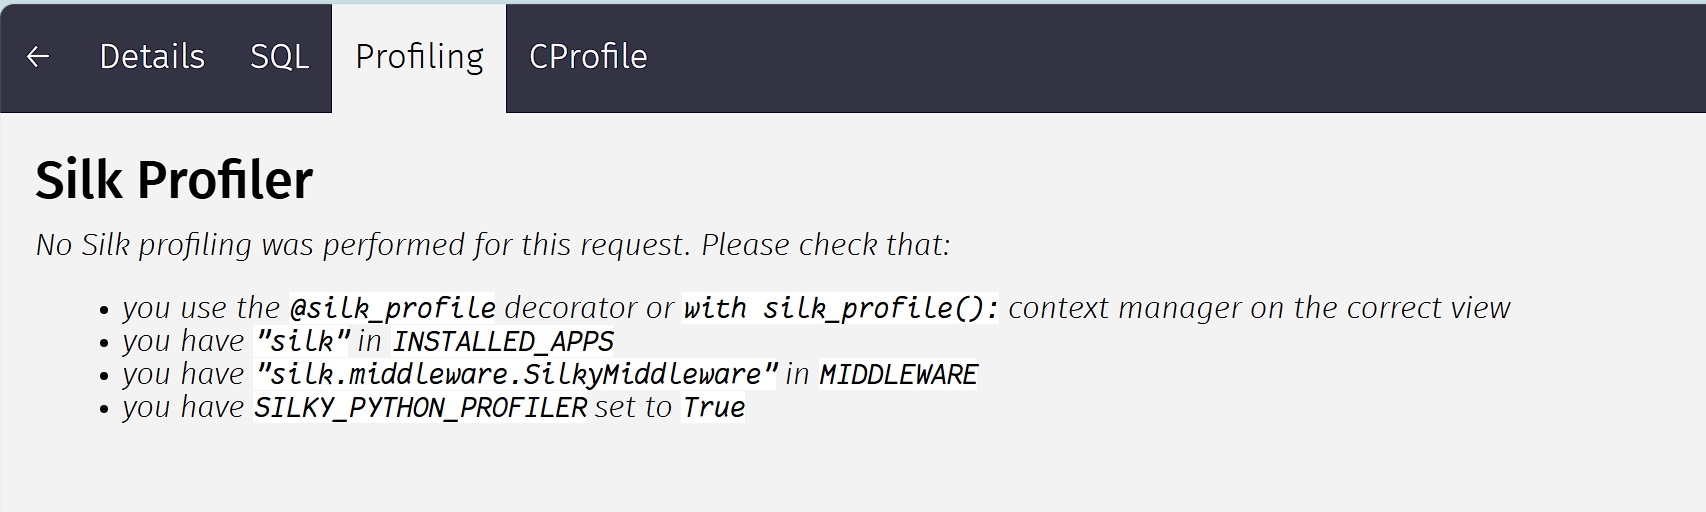 ← Details SQL Profiling CProfile
Silk Profiler
No Silk profiling was performed for this request. Please check that:
• you use the @silk_profile decorator or with silk_profile(): context manager on the correct view
• you have "silk" in INSTALLED_APPS
• you have "silk.middleware.SilkyMiddleware" in MIDDLEWARE
• you have SILKY_PYTHON_PROFILER set to True